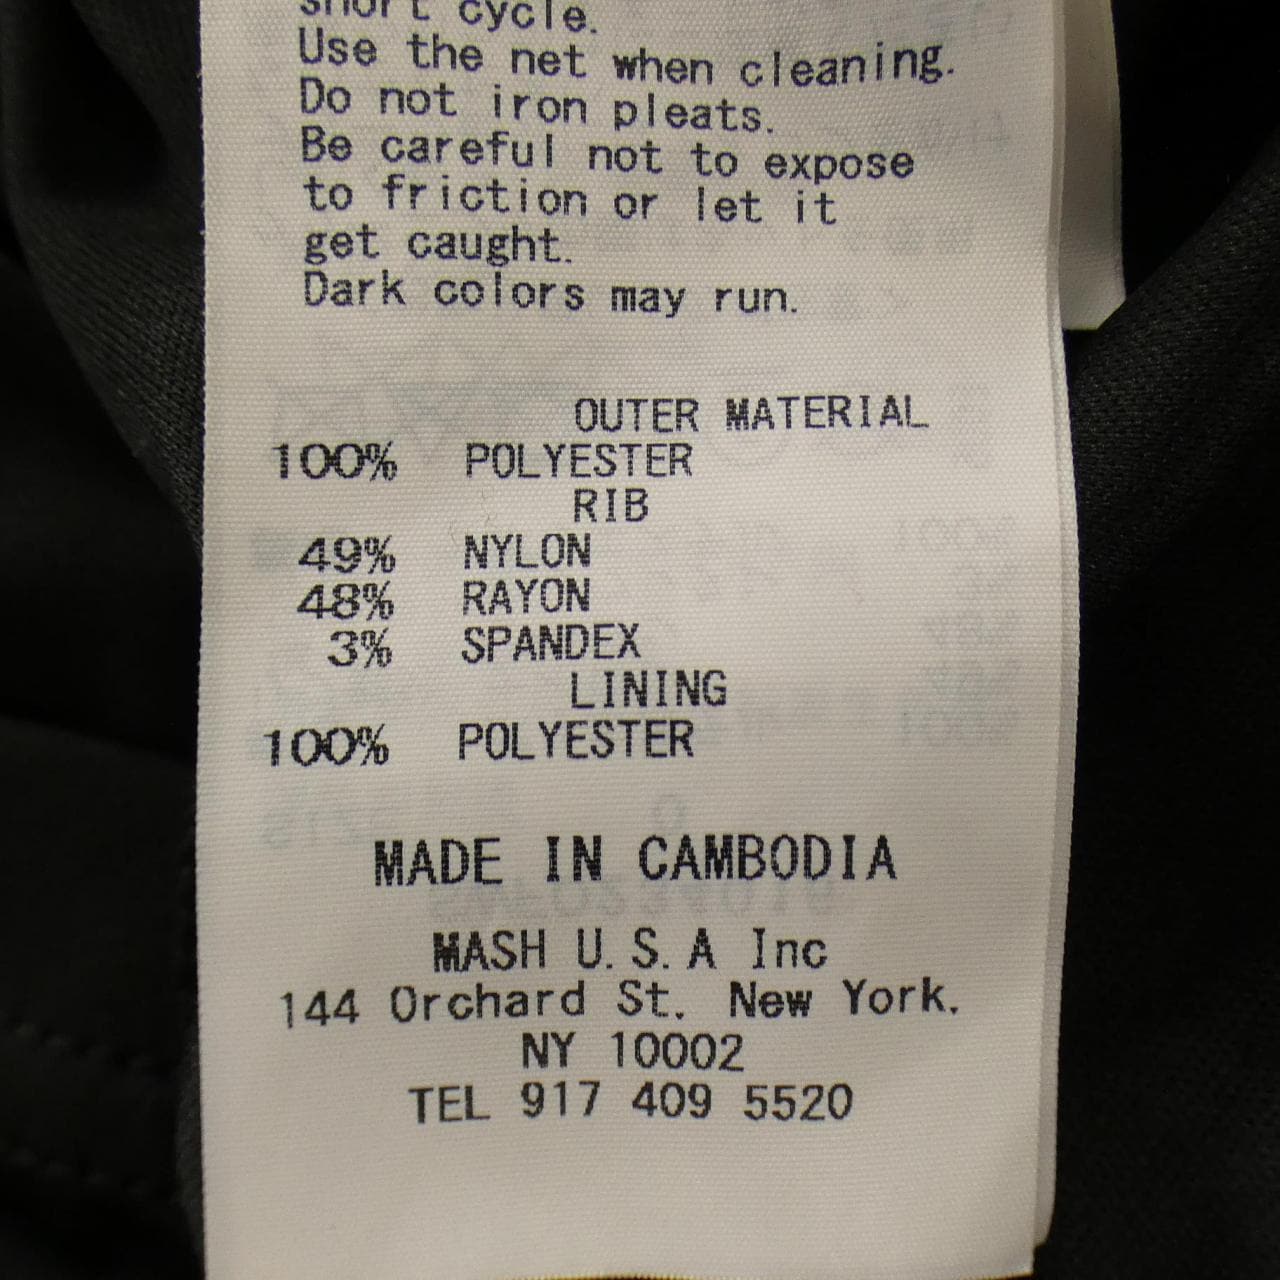 short cycle.
Use the net when cleaning.
Do not iron pleats.
Be careful not to expose
to friction or let it
get caught.
Dark colors may run.
OUTER MATERIAL
100% POLYESTER
RIB
49% NYLON
48% RAYON
3% SPANDEX
LINING
100% POLYESTER
MADE IN CAMBODIA
MASH U.S.A Inc
144 Orchard St. New York.
NY 10002
TEL 917 409 5520